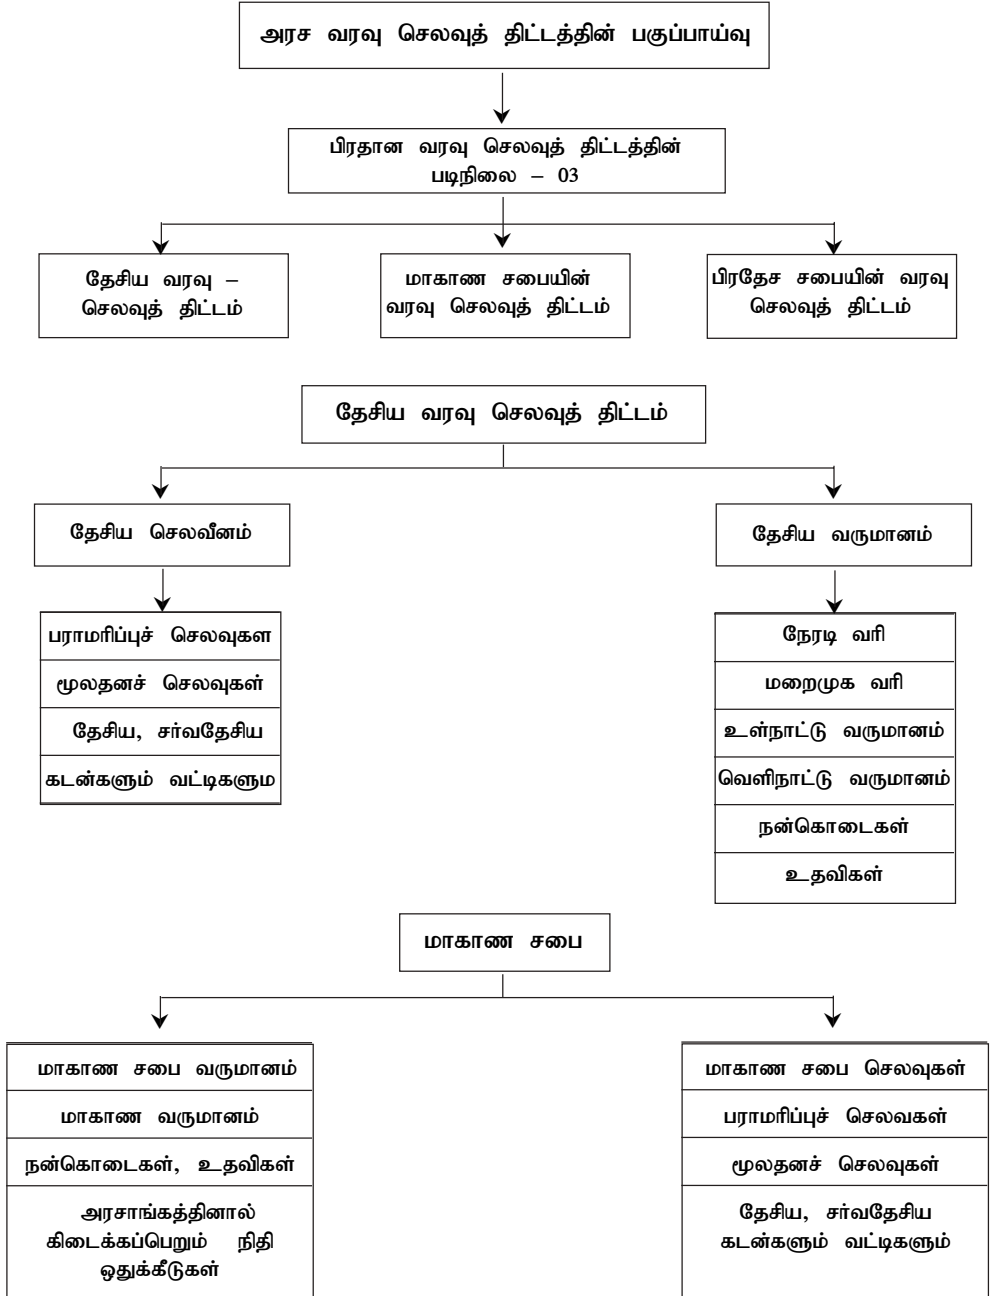 அரச வரவு செலவுத் திட்டத்தின் பகுப்பாய்வு
பிரதான வரவு செலவுத் திட்டத்தின்
படிநிலை – 03
தேசிய வரவு –
செலவுத் திட்டம்
மாகாண சபையின்
வரவு செலவுத் திட்டம்
பிரதேச சபையின் வரவு
செலவுத் திட்டம்
தேசிய வரவு செலவுத் திட்டம்
தேசிய செலவீனம்
தேசிய வருமானம்
பராமரிப்புச் செலவுகள
மூலதனச் செலவுகள்
தேசிய, சர்வதேசிய
கடன்களும் வட்டிகளும
நேரடி வரி
மறைமுக வரி
உள்நாட்டு வருமானம்
வெளிநாட்டு வருமானம்
நன்கொடைகள்
உதவிகள்
மாகாண சபை
மாகாண சபை வருமானம்
மாகாண வருமானம்
நன்கொடைகள், உதவிகள்
அரசாங்கத்தினால்
கிடைக்கப்பெறும் நிதி
ஒதுக்கீடுகள்
மாகாண சபை செலவுகள்
பராமரிப்புச் செலவகள்
மூலதனச் செலவுகள்
தேசிய, சர்வதேசிய
கடன்களும் வட்டிகளும்